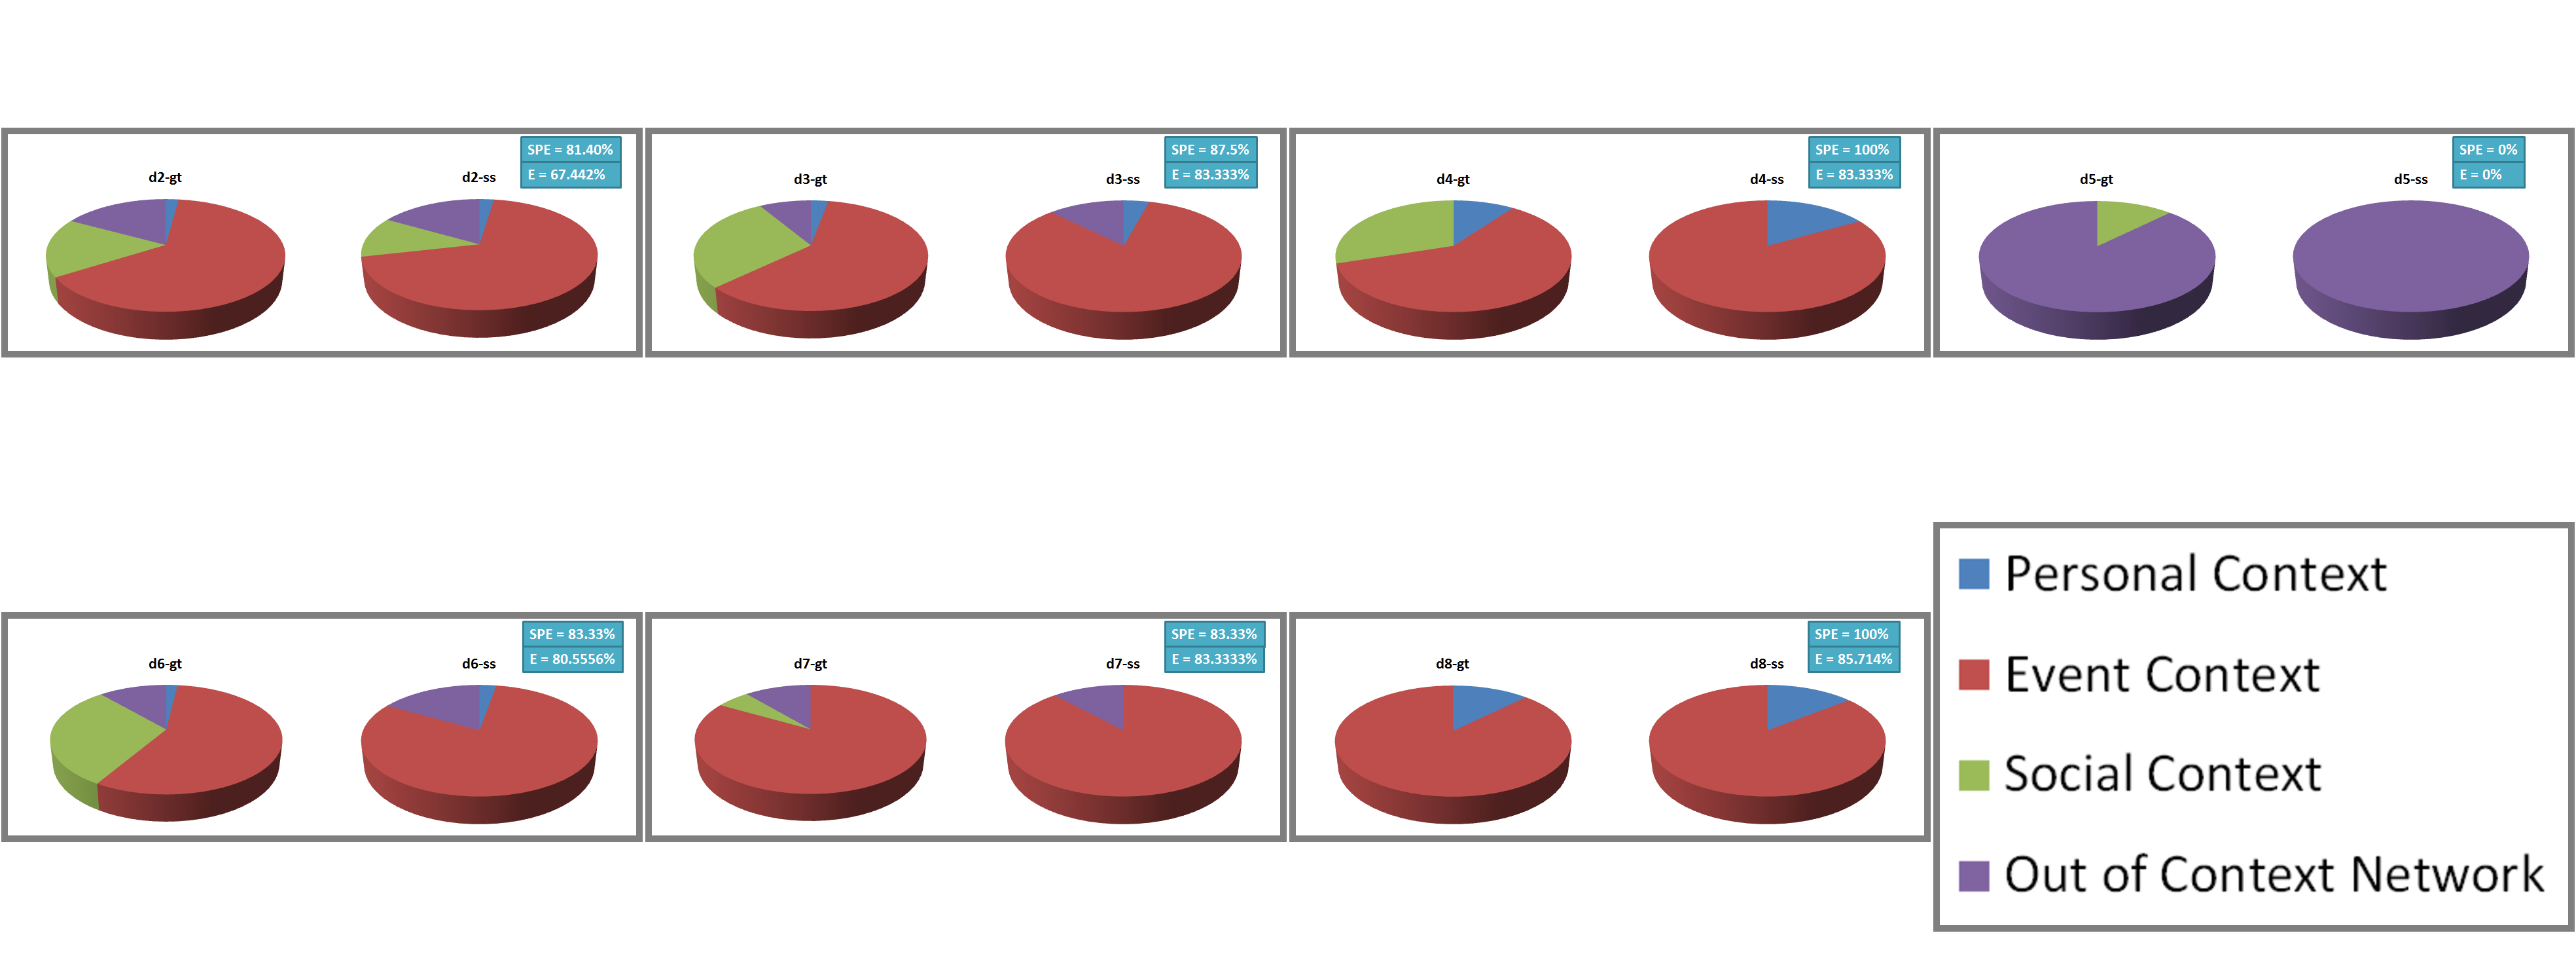 SPE = 81.40%
E = 67.442%
d2-gt
d2-ss
SPE = 87.5%
E = 83.333%
d3-gt
d3-ss
SPE = 100%
E = 83.333%
d4-gt
d4-ss
SPE = 0%
E = 0%
d5-gt
d5-ss
SPE = 83.33%
E = 80.5556%
d6-gt
d6-ss
SPE = 83.33%
E = 83.3333%
d7-gt
d7-ss
SPE = 100%
E = 85.714%
d8-gt
d8-ss
Personal Context
Event Context
Social Context
Out of Context Network